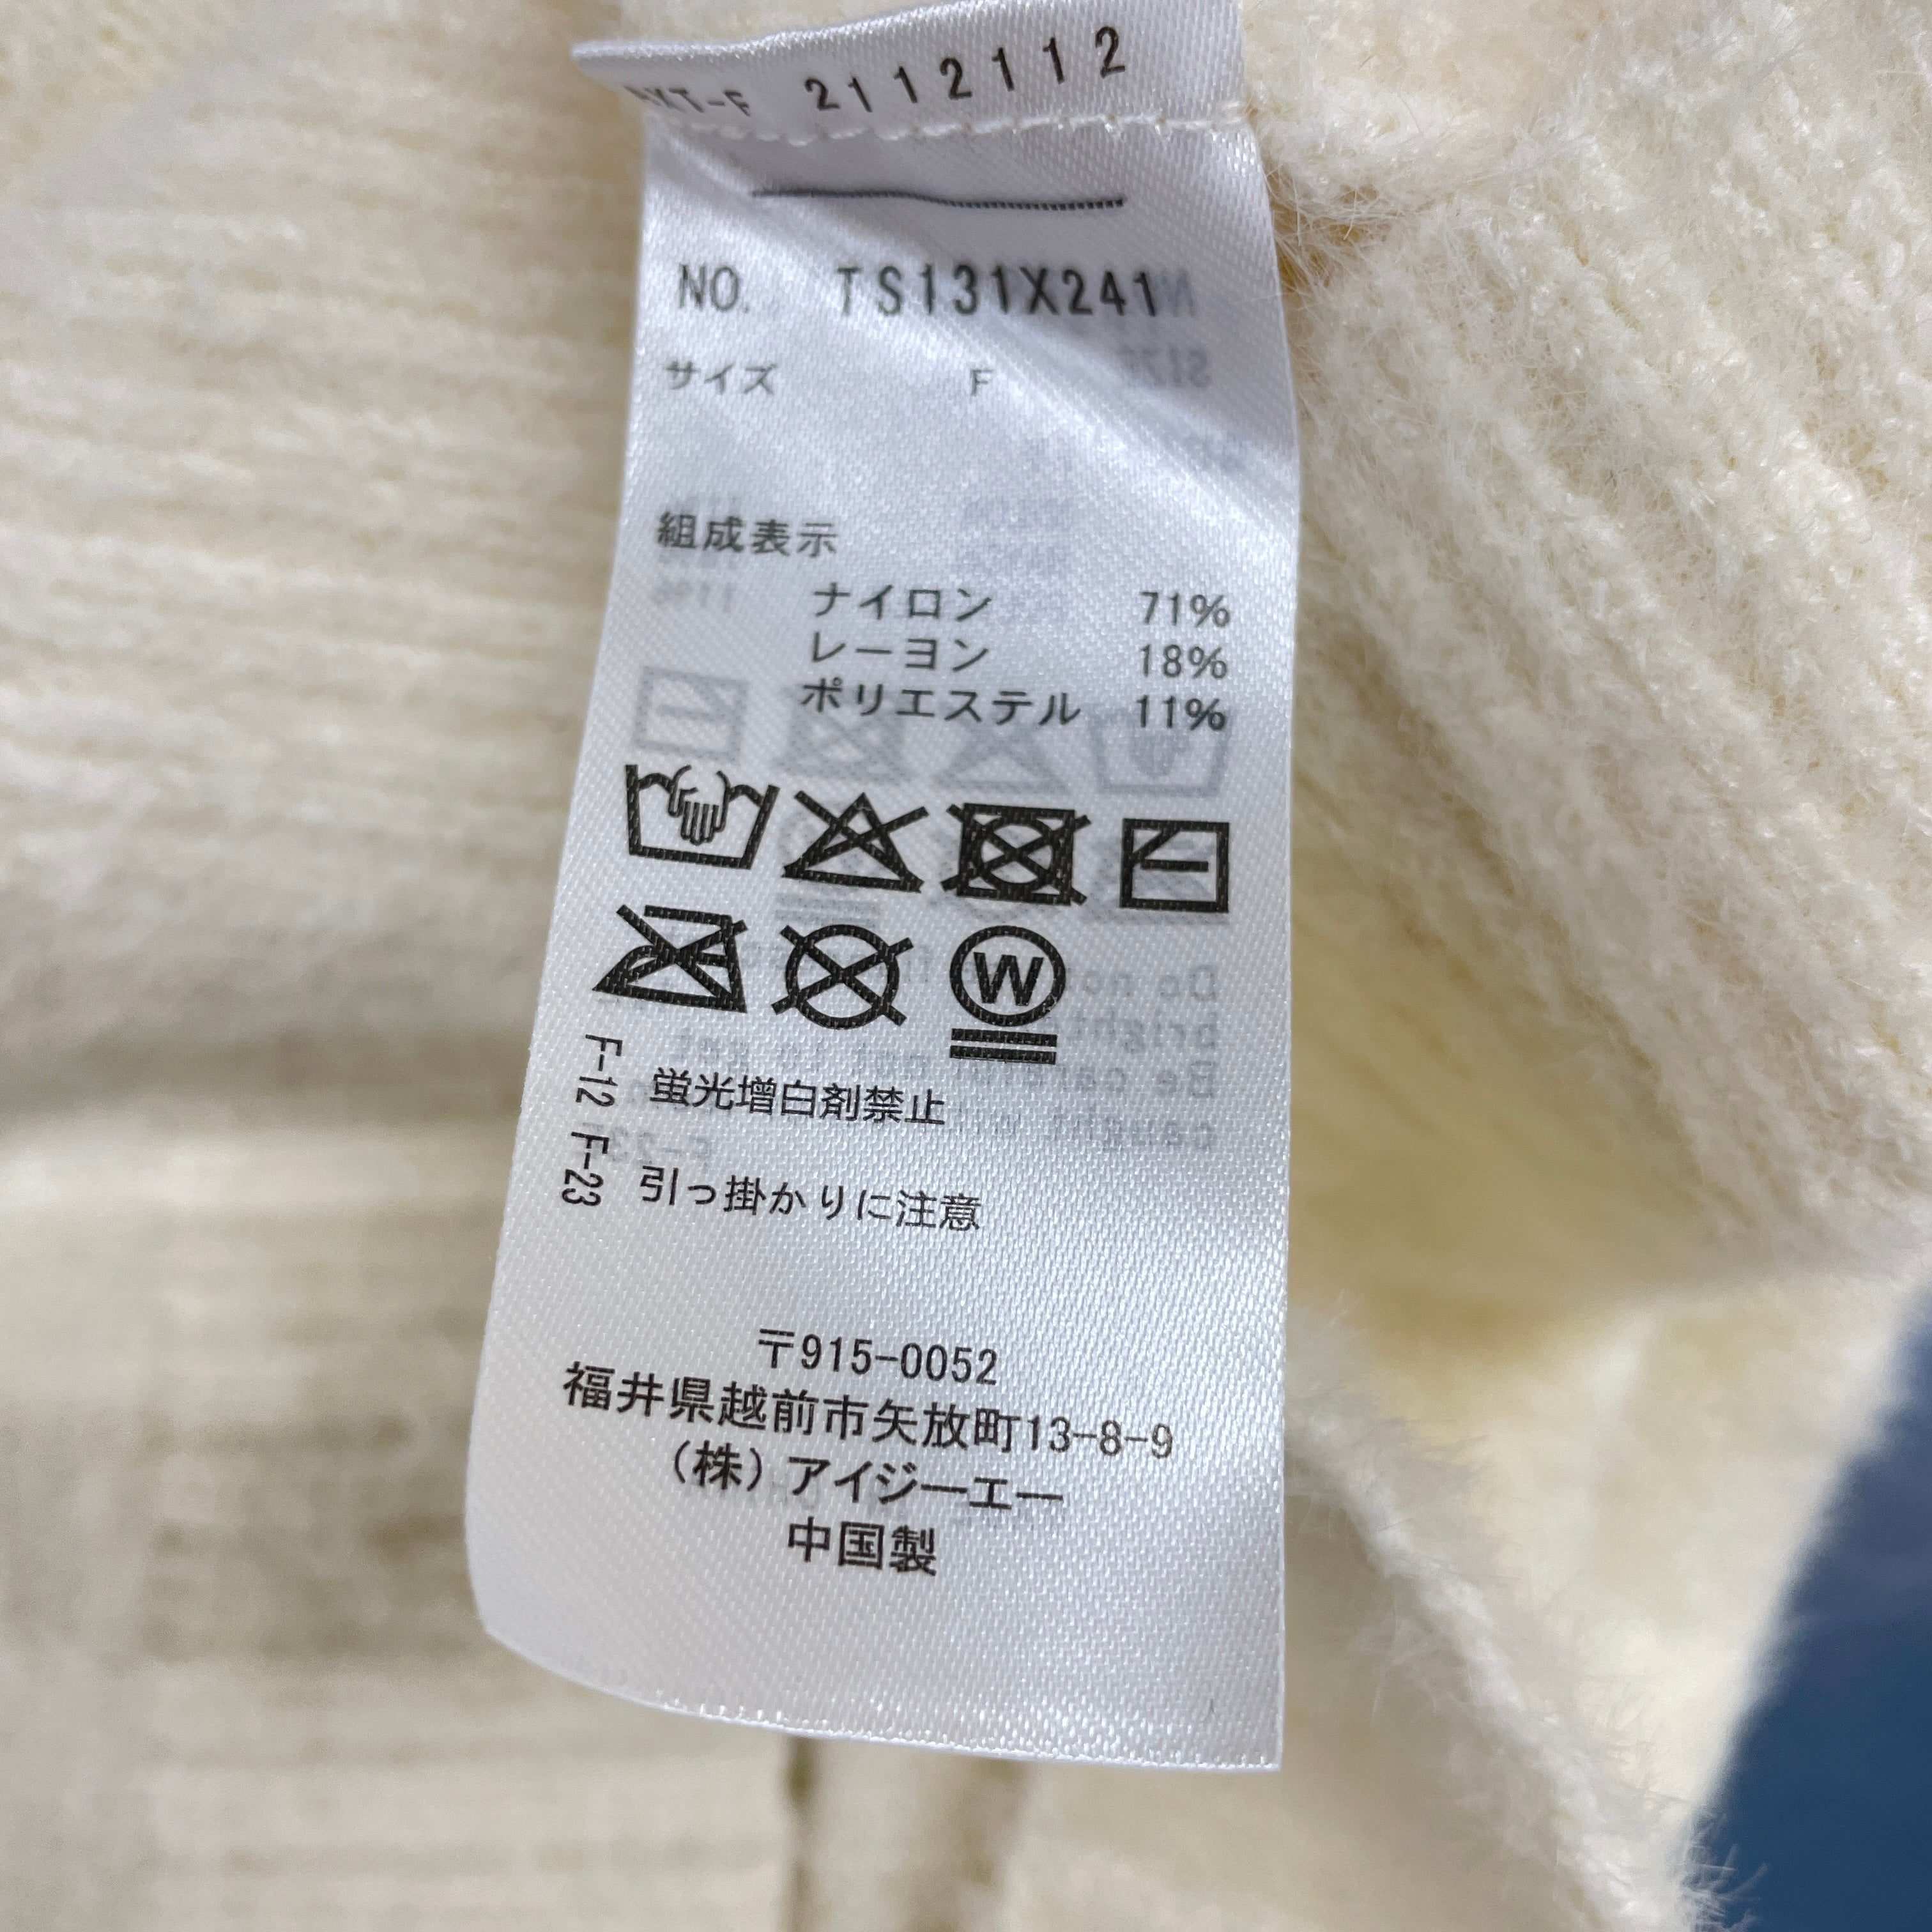 2112112
NO. TS131X241
サイズ F
組成表示
ナイロン 71%
レーヨン 18%
ポリエステル 11%
W
F-12 蛍光増白剤禁止
F-23 引っ掛かりに注意
〒915-0052
福井県越前市矢放町13-8-9
(株)アイジーエー
中国製